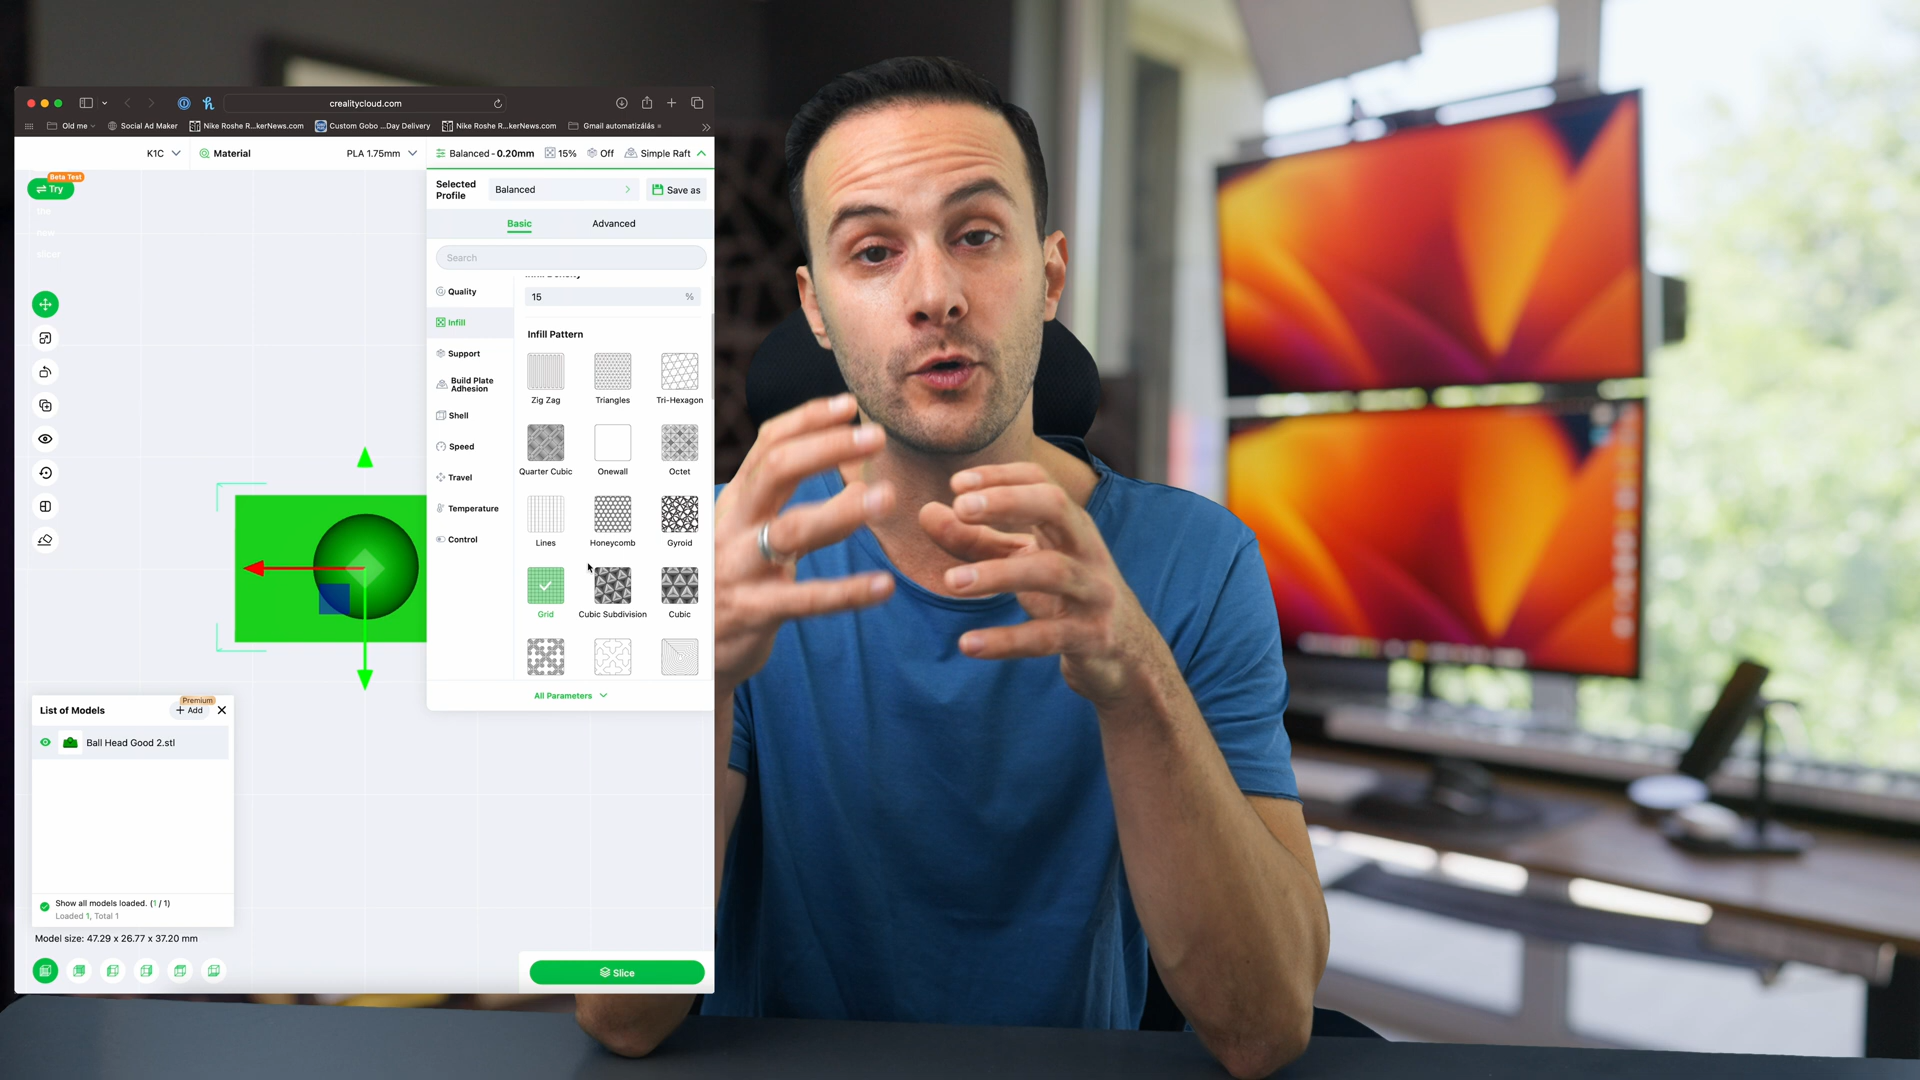 crealitycloud.com
Old me
Social Ad Maker
Nike Roshe R...kerNews.com
Custom Gobo ...Day Delivery
Nike Roshe R...kerNews.com
Gmail automatizálás
K1C
Material
PLA 1.75mm
Balanced - 0.20mm
15%
Off
Simple Raft
Beta Test
Try
the
new
slicer
Selected
Profile
Balanced
Save as
Basic
Advanced
Search
Quality
Infill
Support
Build Plate
Adhesion
Shell
Speed
Travel
Temperature
Control
Infill Density
15
%
Infill Pattern
Zig Zag
Triangles
Tri-Hexagon
Quarter Cubic
Onewall
Octet
Lines
Honeycomb
Gyroid
Grid
Cubic Subdivision
Cubic
All Parameters
List of Models
Premium
+ Add
Ball Head Good 2.stl
Show all models loaded. (1 / 1)
Loaded 1, Total 1
Model size: 47.29 x 26.77 x 37.20 mm
Slice